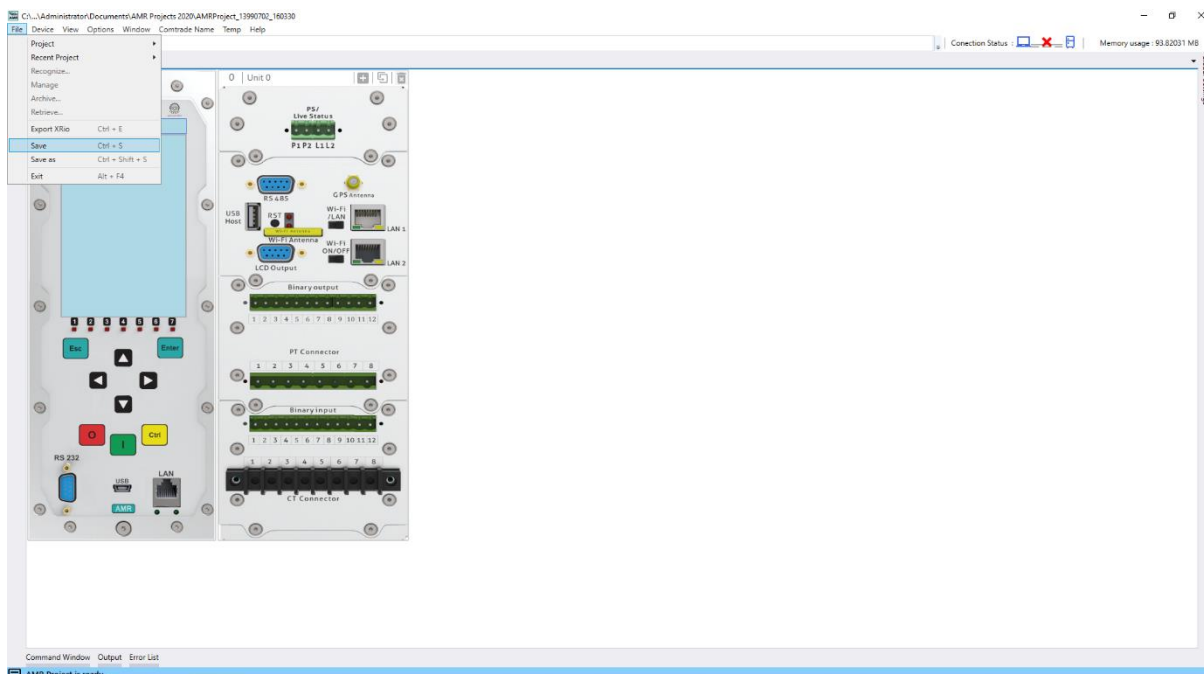 C:\...\Administrator\Documents\AMR Projects 2020\AMRProject_13990702_160330
File Device View Options Window Comtrade Name Temp Help
Conection Status :
Memory usage : 93.82031 MB
Project
Recent Project
Recognize...
Manage
Archive...
Retrieve...
Export XRio Ctrl + E
Save Ctrl + S
Save as Ctrl + Shift + S
Exit Alt + F4
1 2 3 4 5 6 7
Esc
Enter
O
I
Ctrl
RS 232
USB
LAN
AMR
0 Unit 0
PS/
Live Status
P1 P2 L1 L2
RS 485
GPS Antenna
USB
Host
RST
Wi-Fi
/LAN
LAN 1
Wi-Fi Antenna
Wi-Fi
ON/OFF
LCD Output
LAN 2
Binary output
1 2 3 4 5 6 7 8 9 10 11 12
PT Connector
1 2 3 4 5 6 7 8
Binary input
1 2 3 4 5 6 7 8 9 10 11 12
1 2 3 4 5 6 7 8
CT Connector
Command Window Output Error List
AMR Project is ready